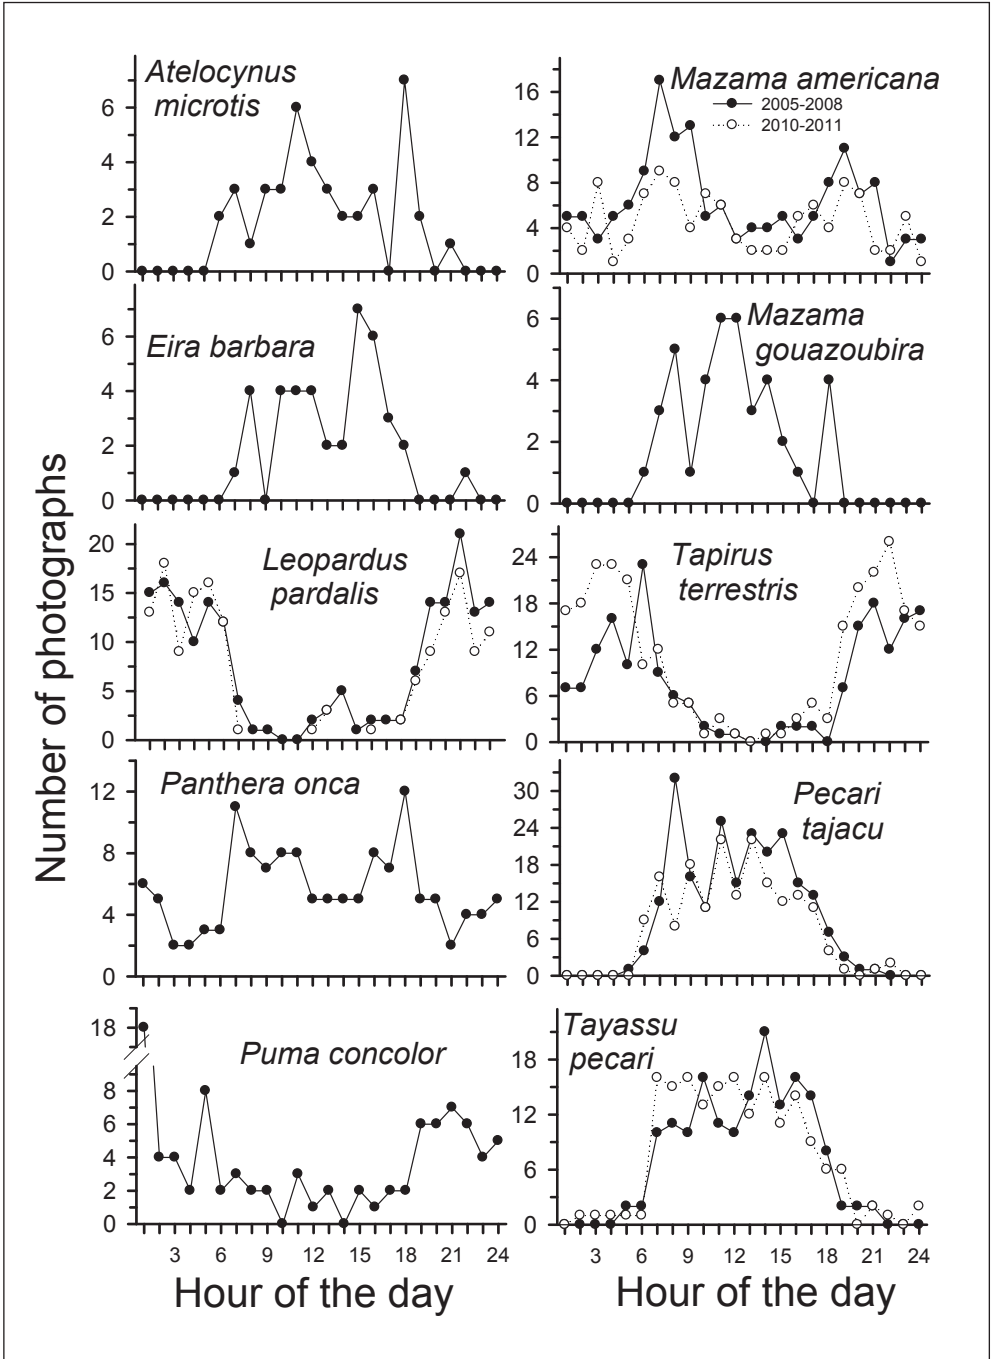 Number of photographs
Atelocynus
microtis
6
4
2
0
Mazama americana
2005-2008
2010-2011
16
12
8
4
0
Eira barbara
6
4
2
0
Mazama
gouazoubira
6
4
2
0
Leopardus
pardalis
20
15
10
5
0
Tapirus
terrestris
24
18
12
6
0
Panthera onca
12
8
4
0
Pecari
tajacu
30
24
18
12
6
0
Puma concolor
18
8
6
4
2
0
3 6 9 12 15 18 21 24
Hour of the day
Tayassu
pecari
18
12
6
0
3 6 9 12 15 18 21 24
Hour of the day